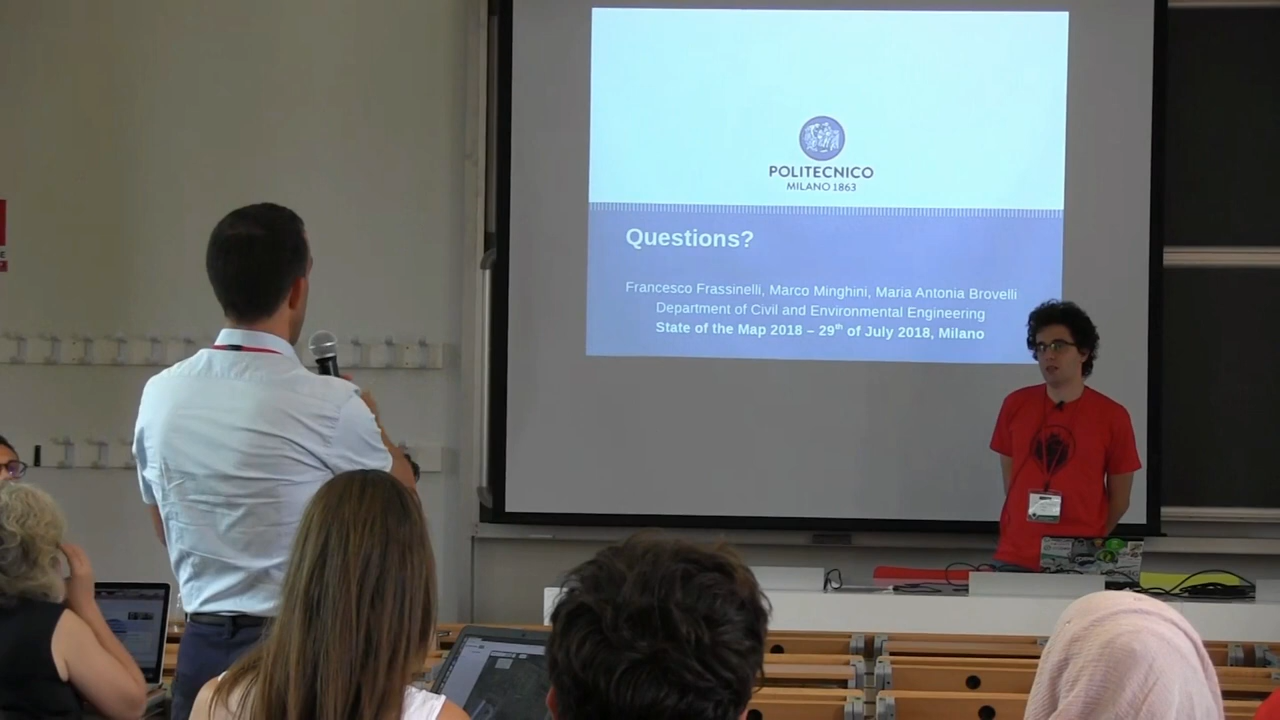 POLITECNICO
MILANO 1863
Questions?
Francesco Frassinelli, Marco Minghini, Maria Antonia Brovelli
Department of Civil and Environmental Engineering
State of the Map 2018 – 29th of July 2018, Milano